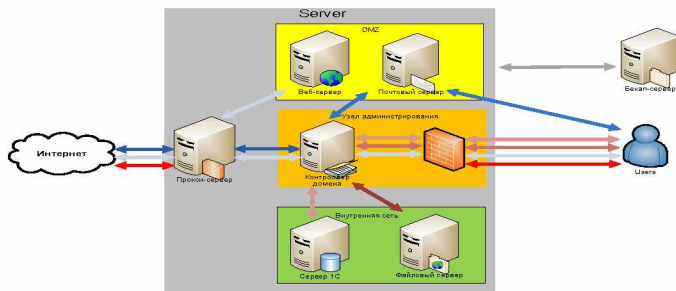 Server
DMZ
Веб-сервер
Почтовый сервер
Бекап-сервер
Узел администрирования
Интернет
Прокси-сервер
Контроллер
домена
Users
Внутренняя сеть
Сервер 1С
Файловый сервер